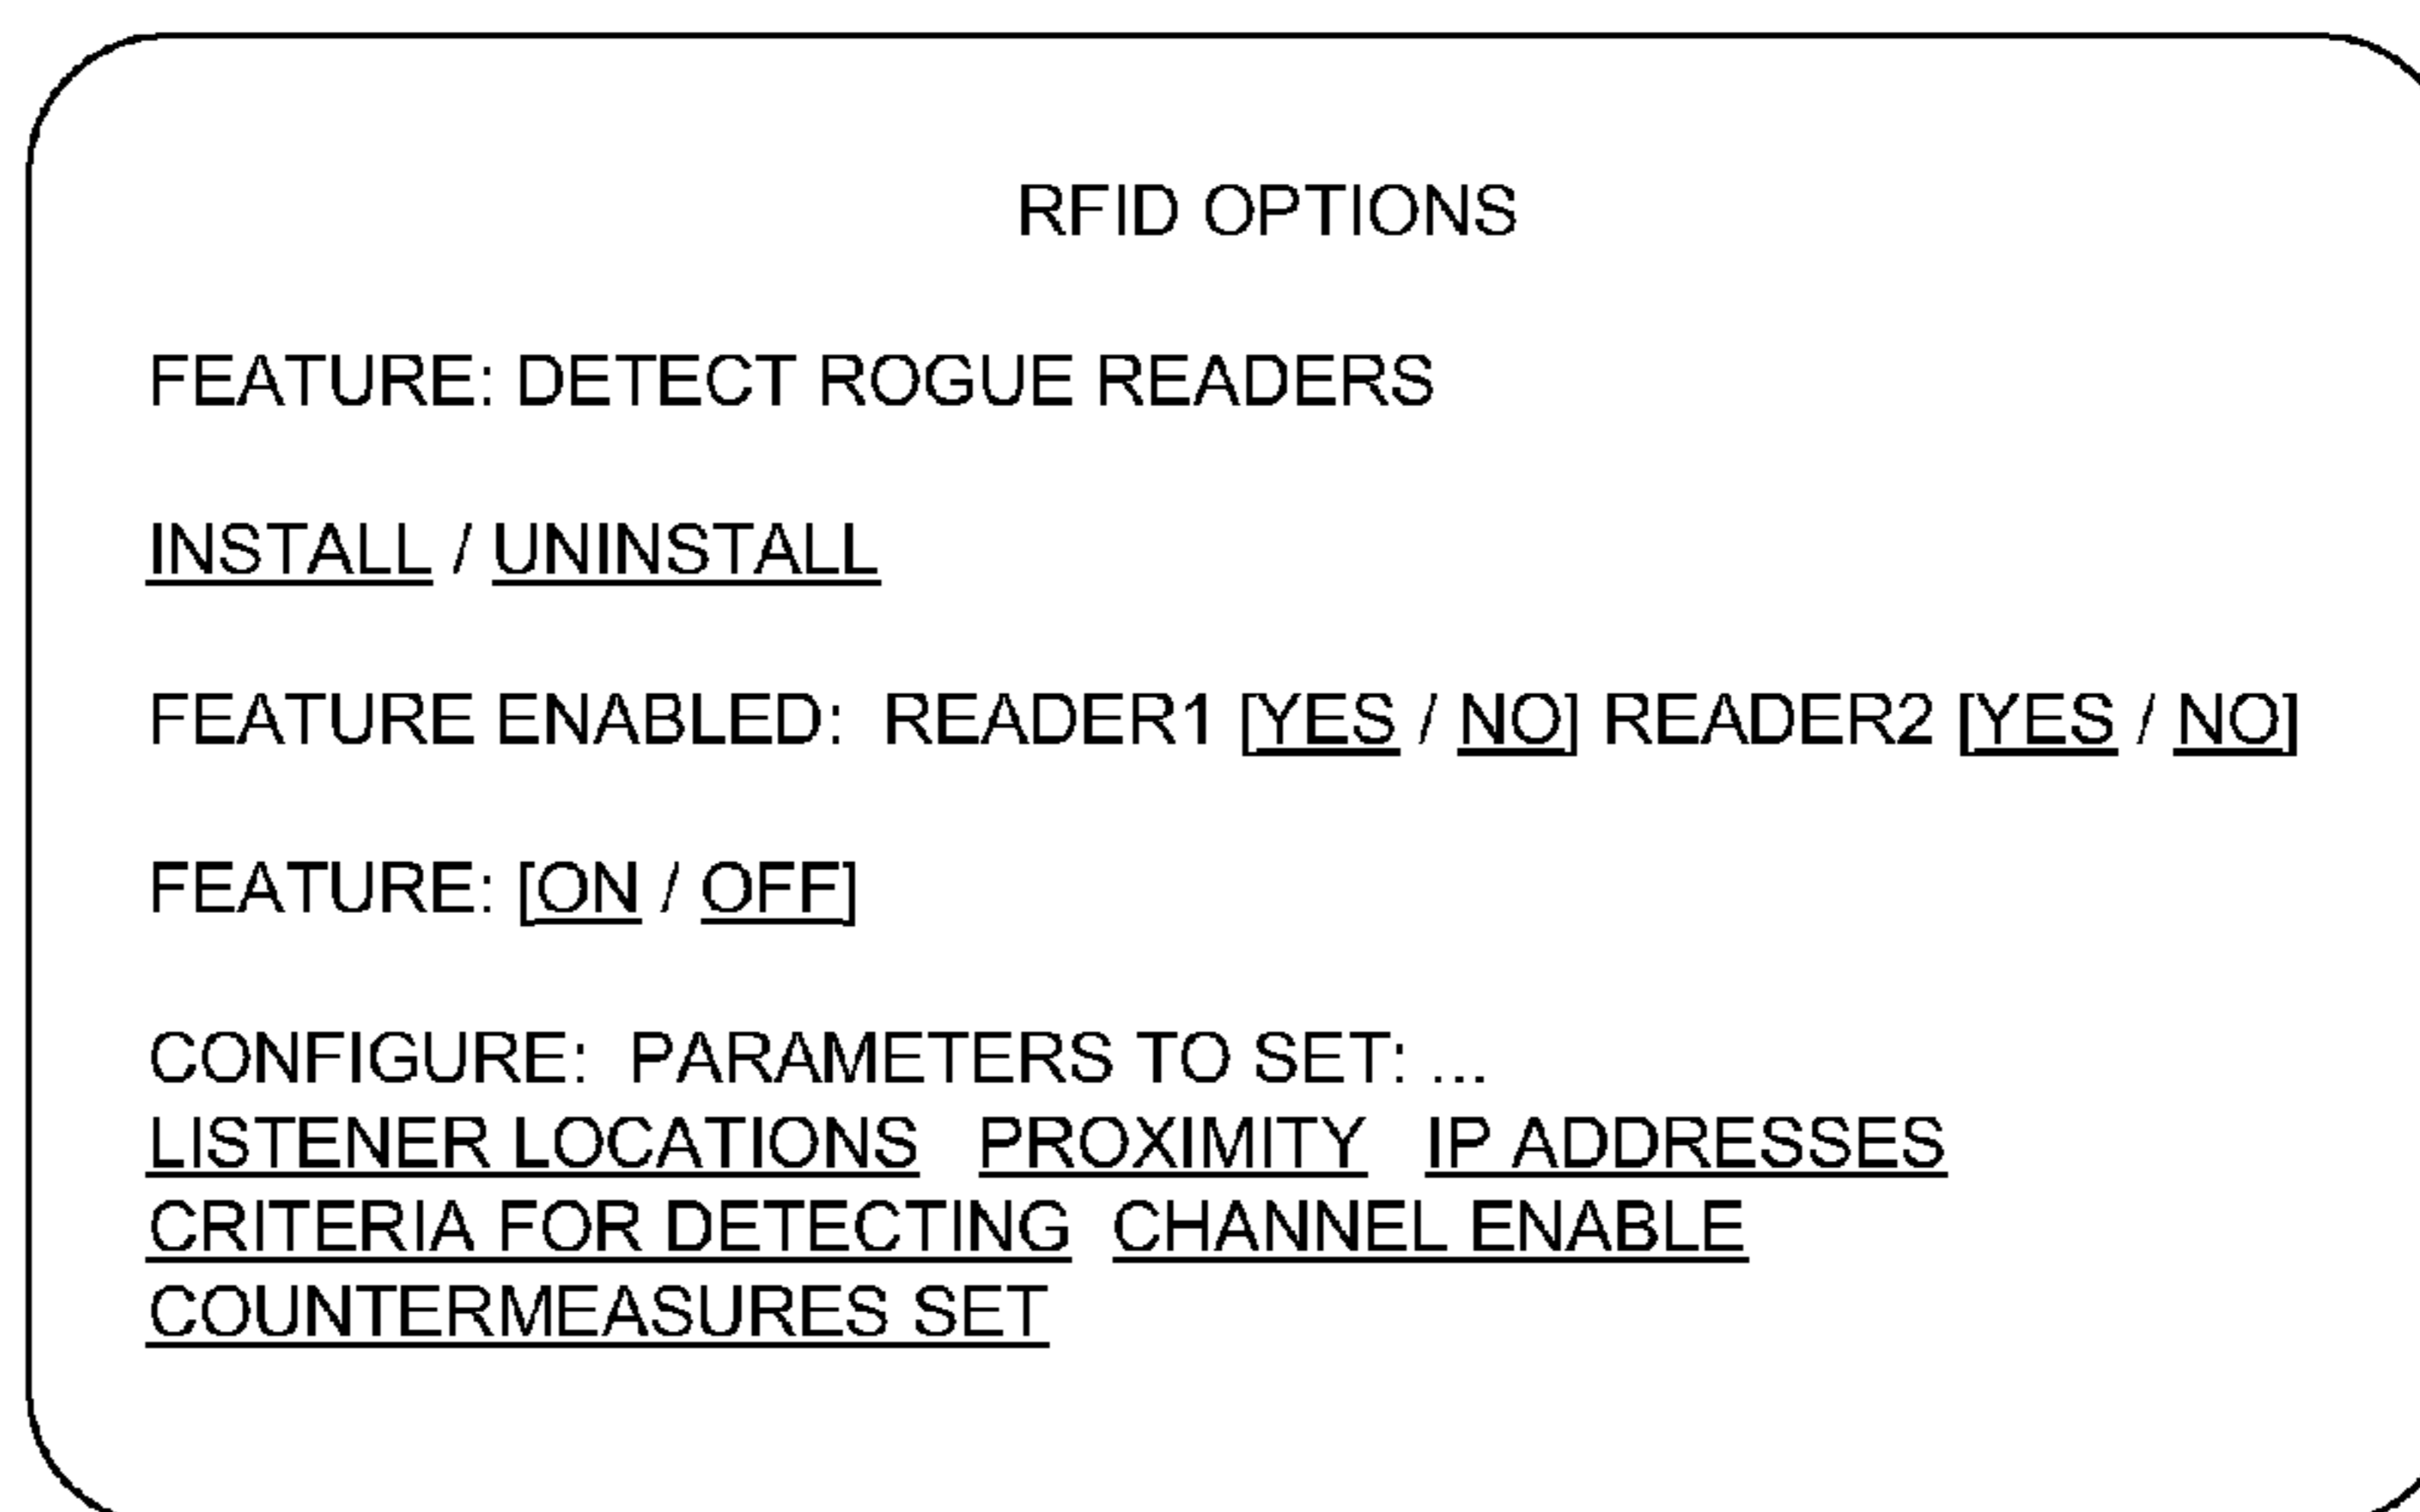 RFID OPTIONS
FEATURE: DETECT ROGUE READERS
INSTALL / UNINSTALL
FEATURE ENABLED:  READER1 [YES / NO] READER2 [YES / NO]
FEATURE: [ON / OFF]
CONFIGURE:  PARAMETERS TO SET: ...
LISTENER LOCATIONS   PROXIMITY   IP ADDRESSES
CRITERIA FOR DETECTING  CHANNEL ENABLE
COUNTERMEASURES SET